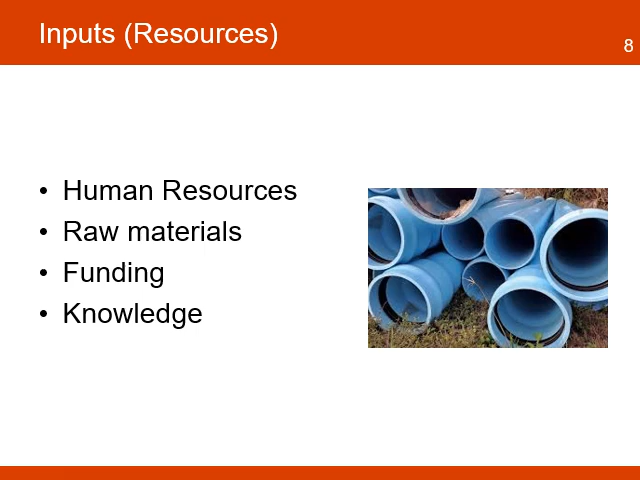 Inputs (Resources)
8
• Human Resources
• Raw materials
• Funding
• Knowledge